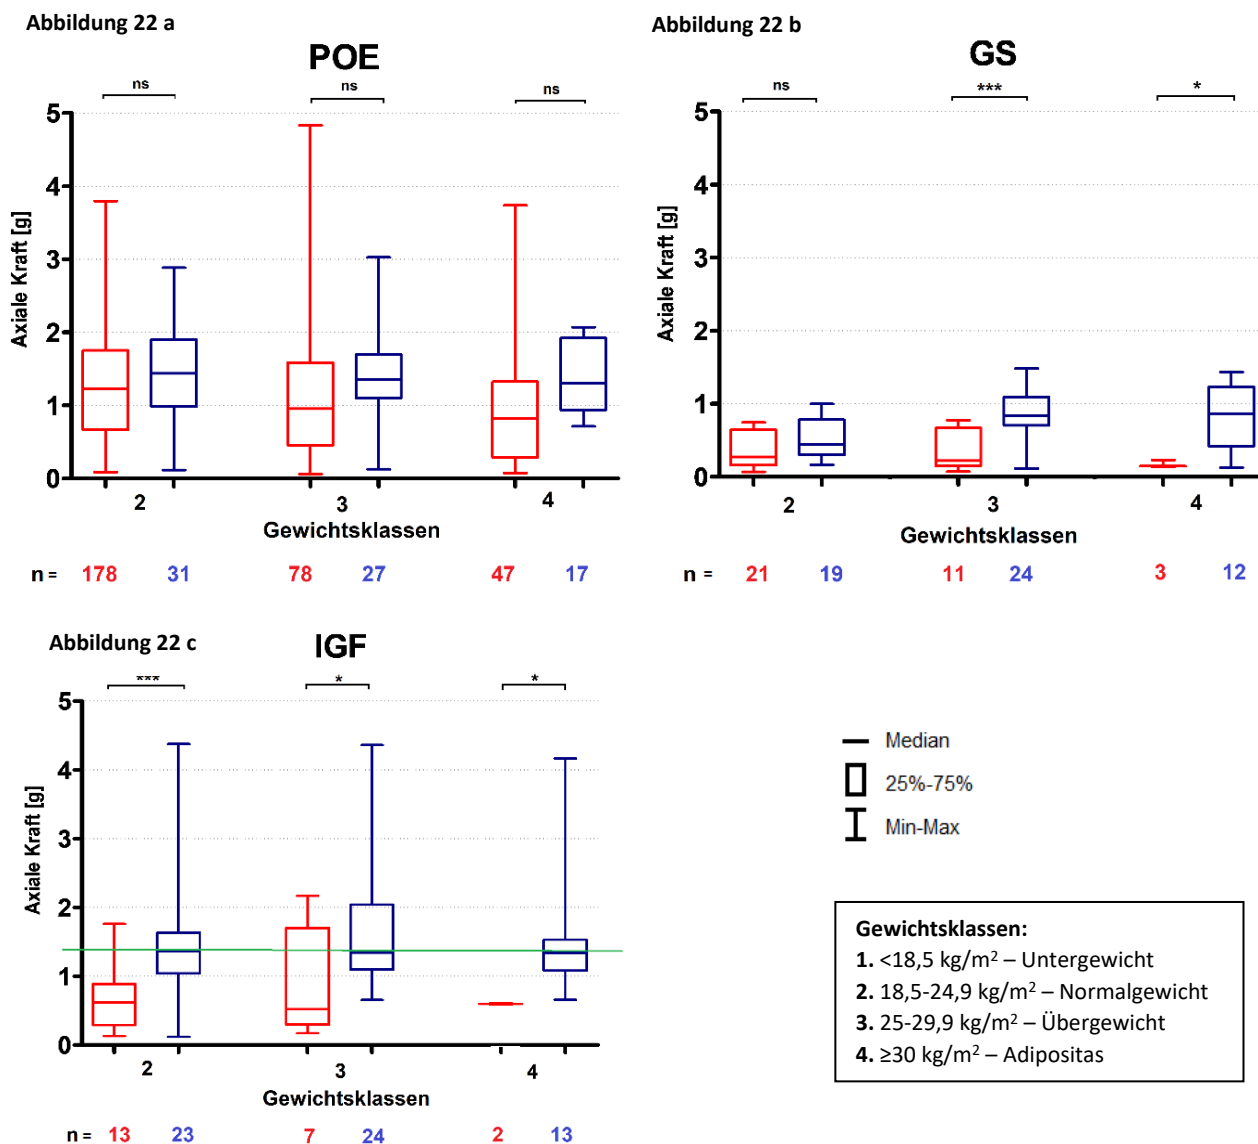 Abbildung 22 a
POE
ns ns ns
Axiale Kraft [g]
5
4
3
2
1
0
2 3 4
Gewichtsklassen
n = 178 31 78 27 47 17
Abbildung 22 b
GS
ns *** *
Axiale Kraft [g]
5
4
3
2
1
0
2 3 4
Gewichtsklassen
n = 21 19 11 24 3 12
Abbildung 22 c
IGF
*** * *
Axiale Kraft [g]
5
4
3
2
1
0
2 3 4
Gewichtsklassen
n = 13 23 7 24 2 13
Median
25%-75%
Min-Max
Gewichtsklassen:
1. <18,5 kg/m² – Untergewicht
2. 18,5-24,9 kg/m² – Normalgewicht
3. 25-29,9 kg/m² – Übergewicht
4. ≥30 kg/m² – Adipositas